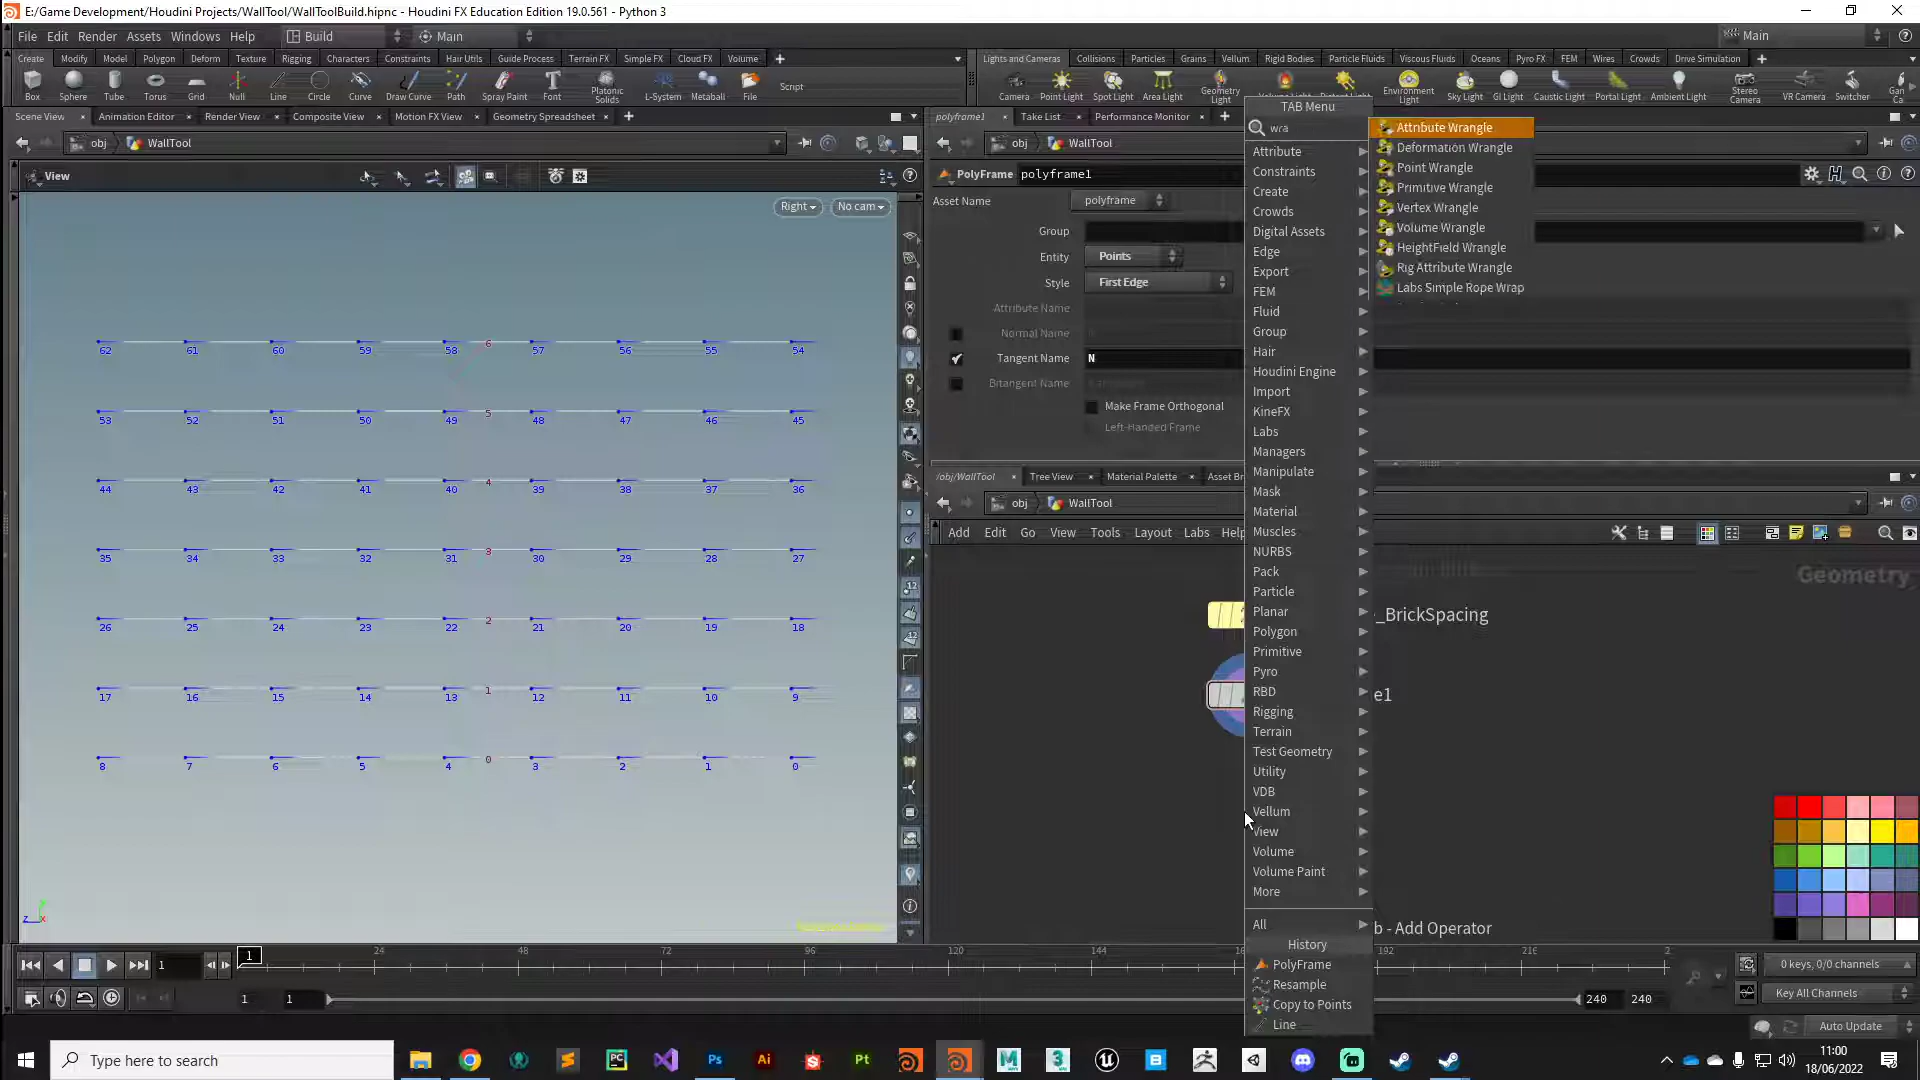 E:/Game Development/Houdini Projects/WallTool/WallToolBuild.hipnc - Houdini FX Education Edition 19.0.561 - Python 3
File Edit Render Assets Windows Help Build Main Main
Create Modify Model Polygon Deform Texture Rigging Characters Constraints Hair Utils Guide Process Terrain FX Simple FX Cloud FX Volume
Lights and Cameras Collisions Particles Grains Vellum Rigid Bodies Particle Fluids Viscous Fluids Oceans Pyro FX FEM Wires Crowds Drive Simulation
Box Sphere Tube Torus Grid Null Line Circle Curve Draw Curve Path Spray Paint Font Platonic Solids L-System Metaball File Script
Camera Point Light Spot Light Area Light Geometry Light Environment Light Sky Light GI Light Caustic Light Portal Light Ambient Light Stereo Camera VR Camera Switcher
Scene View Animation Editor Render View Composite View Motion FX View Geometry Spreadsheet
polyframe1 Take List Performance Monitor
obj WallTool
obj WallTool
View
Right No cam
PolyFrame polyframe1
Asset Name polyframe
Group
Entity Points
Style First Edge
Attribute Name
Normal Name
Tangent Name N
Bitangent Name
Make Frame Orthogonal
Left-Handed Frame
TAB Menu
wra
Attribute
Constraints
Create
Crowds
Digital Assets
Edge
Export
FEM
Fluid
Group
Hair
Houdini Engine
Import
KineFX
Labs
Managers
Manipulate
Mask
Material
Muscles
NURBS
Pack
Particle
Planar
Polygon
Primitive
Pyro
RBD
Rigging
Terrain
Test Geometry
Utility
VDB
Vellum
View
Volume
Volume Paint
More
All
History
PolyFrame
Resample
Copy to Points
Line
Attribute Wrangle
Deformation Wrangle
Point Wrangle
Primitive Wrangle
Vertex Wrangle
Volume Wrangle
HeightField Wrangle
Rig Attribute Wrangle
Labs Simple Rope Wrap
62 61 60 59 58 6 57 56 55 54
53 52 51 50 49 5 48 47 46 45
44 43 42 41 40 4 39 38 37 36
35 34 33 32 31 3 30 29 28 27
26 25 24 23 22 2 21 20 19 18
17 16 15 14 13 1 12 11 10 9
8 7 6 5 4 0 3 2 1 0
z x
/obj/WallTool Tree View Material Palette Asset Br
obj WallTool
Add Edit Go View Tools Layout Labs Help
Geometry
_BrickSpacing
e1
b - Add Operator
1 1 24 48 72 96 120 144 192 216 2
0 keys, 0/0 channels
1 1 240 240
Key All Channels
Auto Update
Type here to search
11:00
18/06/2022